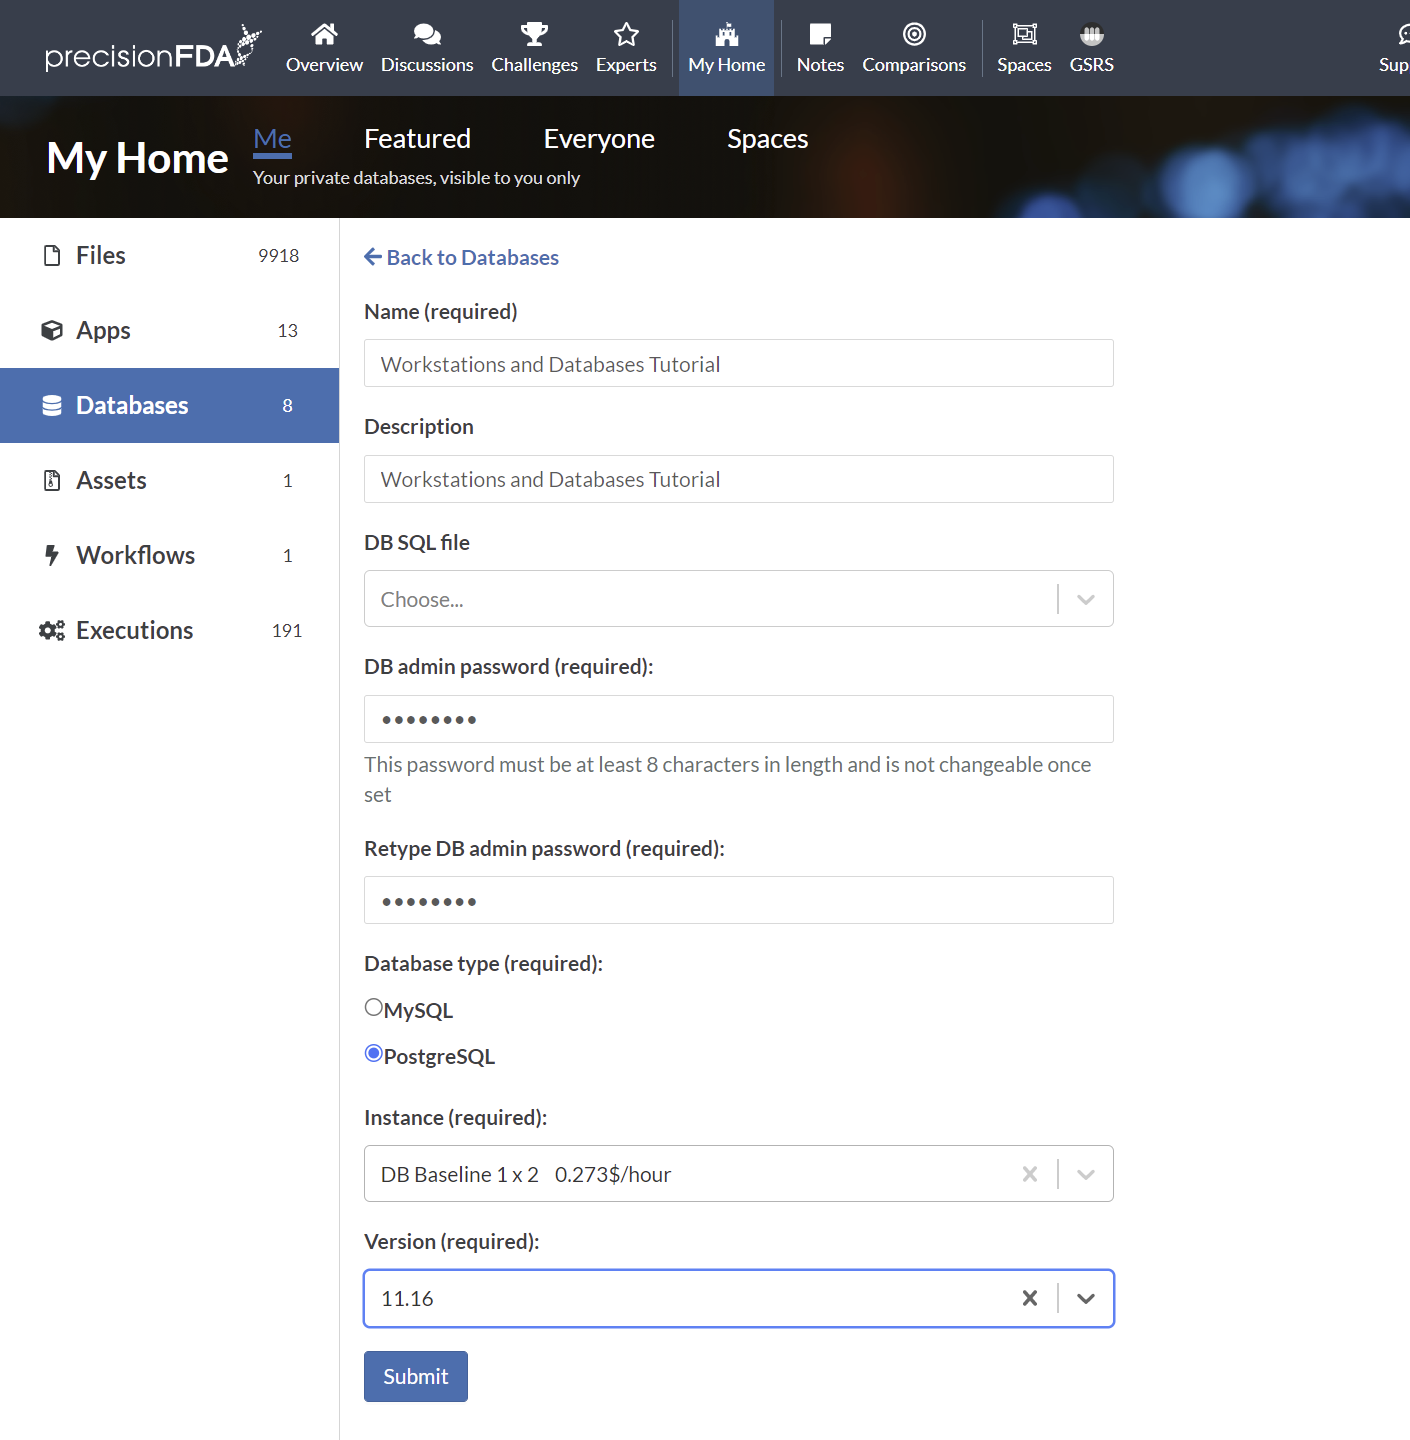 precisionFDA
Overview
Discussions
Challenges
Experts
My Home
Notes
Comparisons
Spaces
GSRS
Sup
My Home
Me
Featured
Everyone
Spaces
Your private databases, visible to you only
Files 9918
Apps 13
Databases 8
Assets 1
Workflows 1
Executions 191
Back to Databases
Name (required)
Workstations and Databases Tutorial
Description
Workstations and Databases Tutorial
DB SQL file
Choose...
DB admin password (required):
••••••••
This password must be at least 8 characters in length and is not changeable once
set
Retype DB admin password (required):
••••••••
Database type (required):
MySQL
PostgreSQL
Instance (required):
DB Baseline 1 x 2 0.273$/hour
Version (required):
11.16
Submit